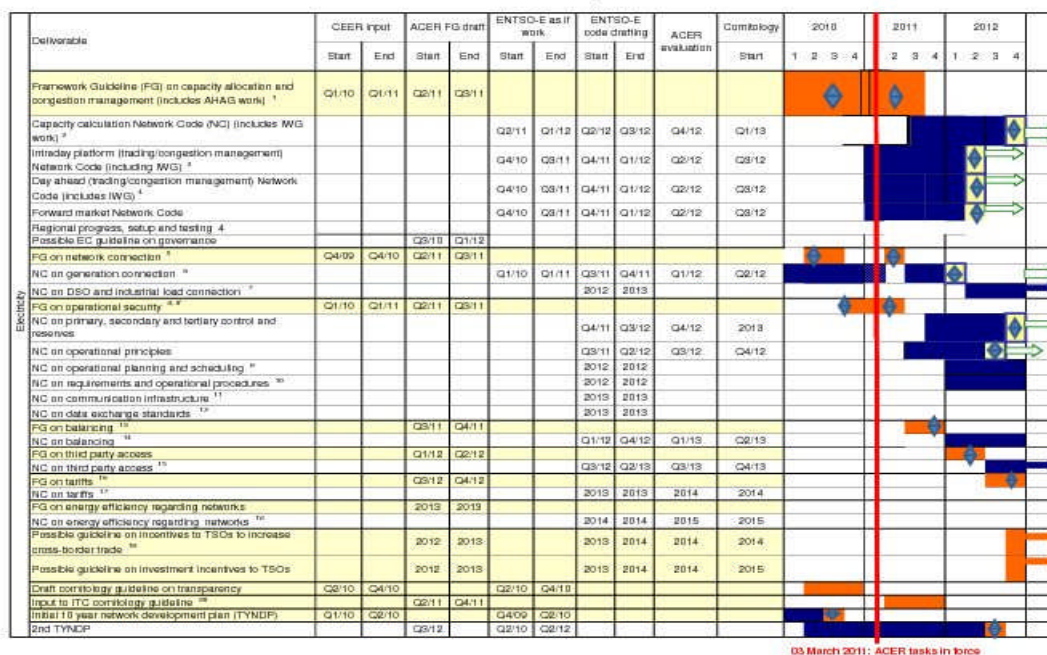 Deliverable CEER input ACER FG draft ENTSO-E as if work ENTSO-E code drafting ACER evaluation Comitology 2010 2011 2012
Start End Start End Start End Start End Start 1 2 3 4 2 3 4 1 2 3 4
Electricity
Framework Guideline (FG) on capacity allocation and
congestion management (includes AHAG work) 1 Q1/10 Q1/11 Q2/11 Q3/11
Capacity calculation Network Code (NC) (includes IWG
work) 2 Q2/11 Q1/12 Q2/12 Q3/12 Q4/12 Q1/13
Intraday platform (trading/congestion management)
Network Code (including IWG) 3 Q4/10 Q3/11 Q4/11 Q1/12 Q2/12 Q3/12
Day ahead (trading/congestion management) Network
Code (includes IWG) 4 Q4/10 Q3/11 Q4/11 Q1/12 Q2/12 Q3/12
Forward market Network Code Q4/10 Q3/11 Q4/11 Q1/12 Q2/12 Q3/12
Regional progress, setup and testing 4
Possible EC guideline on governance Q3/10 Q1/12
FG on network connection Q4/09 Q4/10 Q2/11 Q3/11
NC on generation connection Q1/10 Q1/11 Q3/11 Q4/11 Q1/12 Q2/12
NC on DSO and industrial load connection 7 2012 2013
FG on operational security Q1/10 Q1/11 Q2/11 Q3/11
NC on primary, secondary and tertiary control and
reserves Q4/11 Q3/12 Q4/12 2013
NC on operational principles Q3/11 Q2/12 Q3/12 Q4/12
NC on operational planning and scheduling 2012 2012
NC on requirements and operational procedures 10 2012 2012
NC on communication infrastructure 11 2013 2013
NC on data exchange standards 12 2013 2013
FG on balancing 13 Q3/11 Q4/11
NC on balancing 14 Q1/12 Q4/12 Q1/13 Q2/13
FG on third party access Q1/12 Q2/12
NC on third party access 15 Q3/12 Q2/13 Q3/13 Q4/13
FG on tariffs 16 Q3/12 Q4/12
NC on tariffs 17 2013 2013 2014 2014
FG on energy efficiency regarding networks 2013 2013
NC on energy efficiency regarding networks 2014 2014 2015 2015
Possible guideline on incentives to TSOs to increase
cross-border trade 2012 2013 2013 2014 2014 2014
Possible guideline on investment incentives to TSOs 2012 2013 2013 2014 2014 2015
Draft comitology guideline on transparency Q2/10 Q4/10 Q2/10 Q4/10
Input to ITC comitology guideline Q2/11 Q4/11
Initial 10 year network development plan (TYNDP) Q1/10 Q2/10 Q4/09 Q2/10
2nd TYNDP Q3/12 Q2/10 Q2/12
03 March 2011: ACER tasks in force